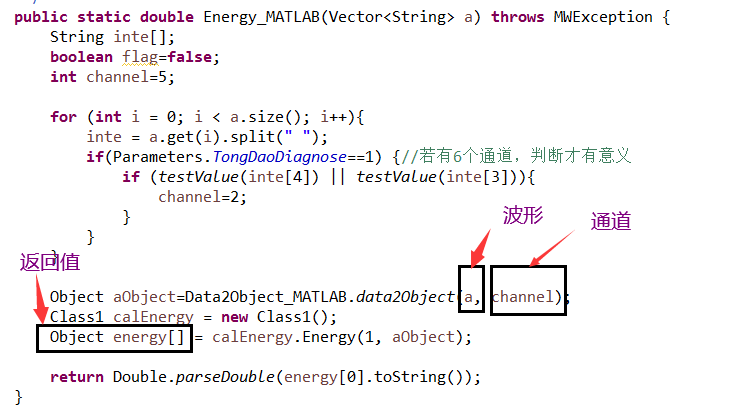 public static double Energy_MATLAB(Vector<String> a) throws MWException {
String inte[];
boolean flag=false;
int channel=5;
for (int i = 0; i < a.size(); i++){
inte = a.get(i).split(" ");
if(Parameters.TongDaoDiagnose==1) {//若有6个通道，判断才有意义
if (testValue(inte[4]) || testValue(inte[3])){
channel=2;
}
}
}
波形
通道
返回值
Object aObject=Data2Object_MATLAB.data2Object(a, channel);
Class1 calEnergy = new Class1();
Object energy[] = calEnergy.Energy(1, aObject);
return Double.parseDouble(energy[0].toString());
}